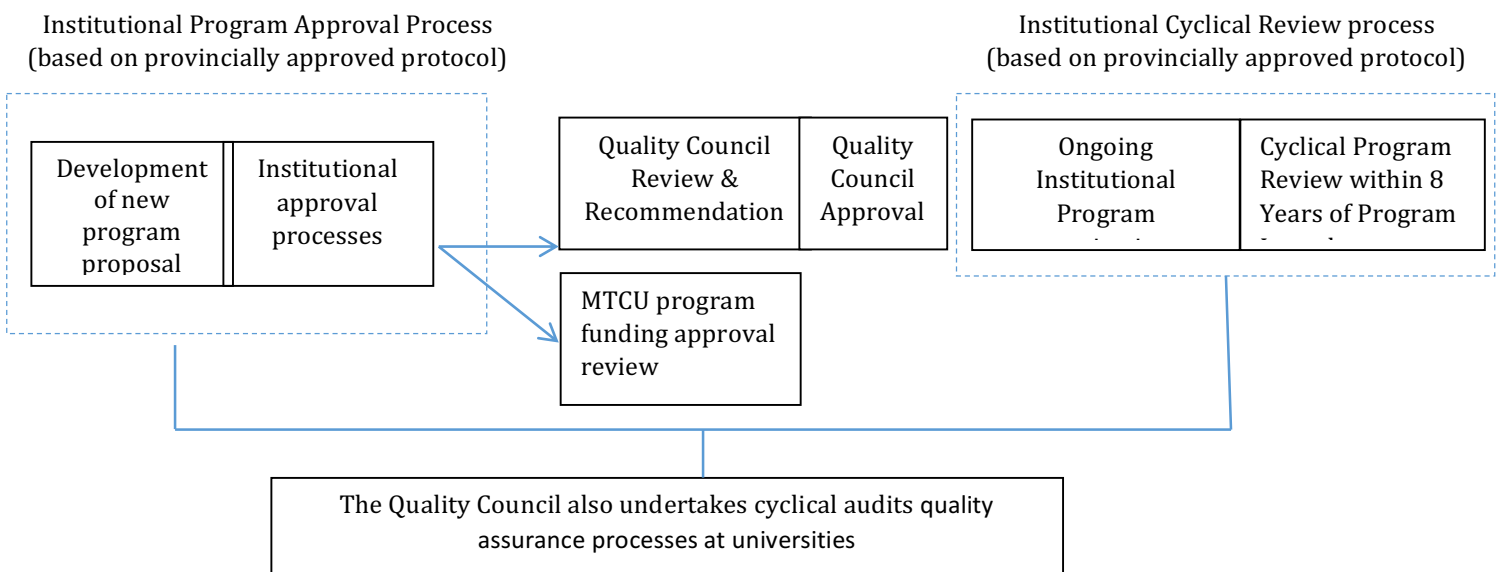 Institutional Program Approval Process
(based on provincially approved protocol)
Institutional Cyclical Review process
(based on provincially approved protocol)
Development
of new
program
proposal
Institutional
approval
processes
Quality Council
Review &
Recommendation
Quality
Council
Approval
Ongoing
Institutional
Program
Cyclical Program
Review within 8
Years of Program
MTCU program
funding approval
review
The Quality Council also undertakes cyclical audits quality
assurance processes at universities